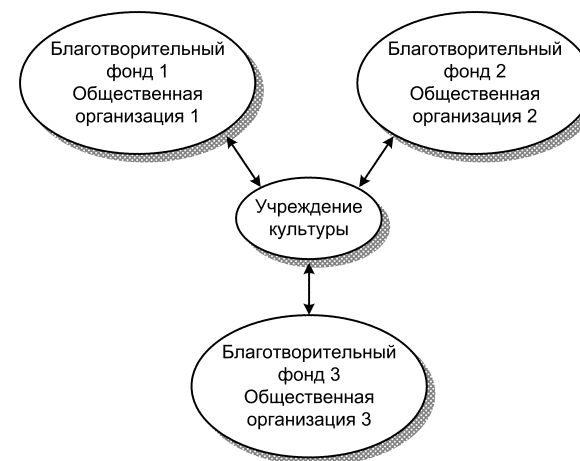 Благотворительный
фонд 1
Общественная
организация 1
Благотворительный
фонд 2
Общественная
организация 2
Учреждение
культуры
Благотворительный
фонд 3
Общественная
организация 3